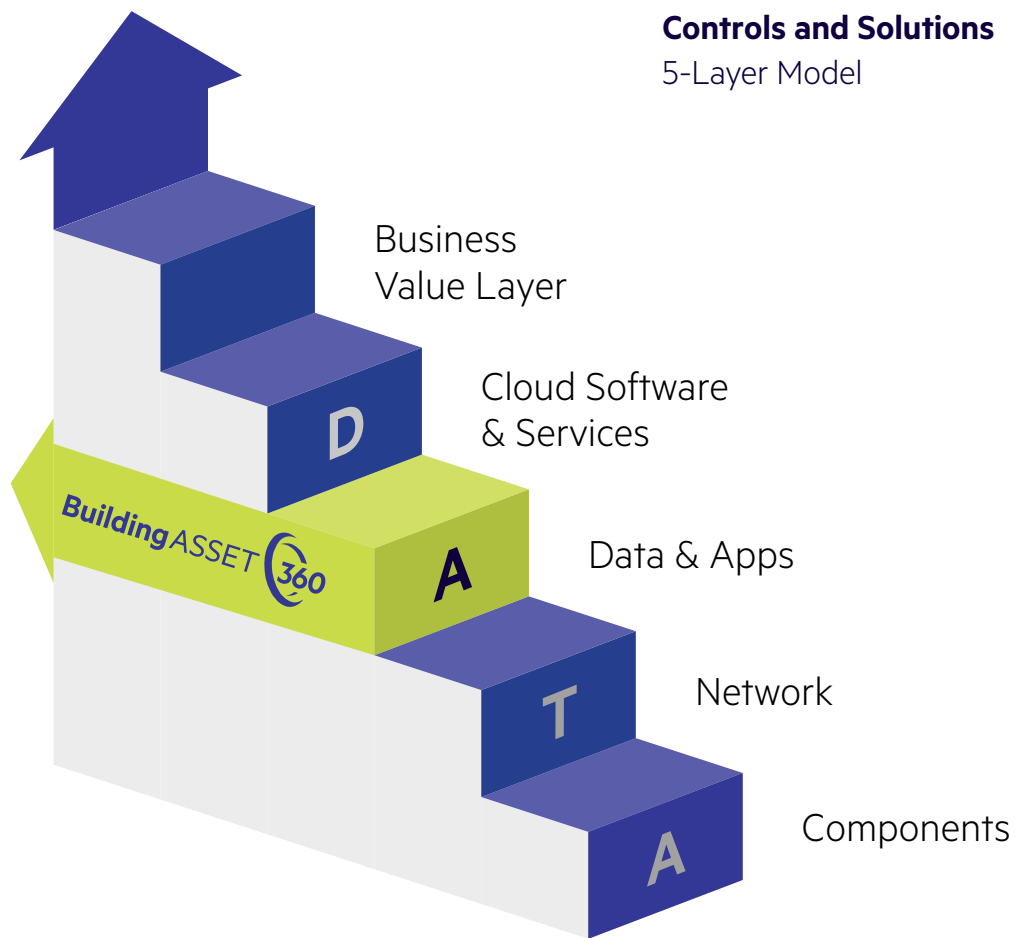 Controls and Solutions
5-Layer Model
Business
Value Layer
Cloud Software
& Services
D
Data & Apps
BuildingASSET 360
A
Network
T
Components
A